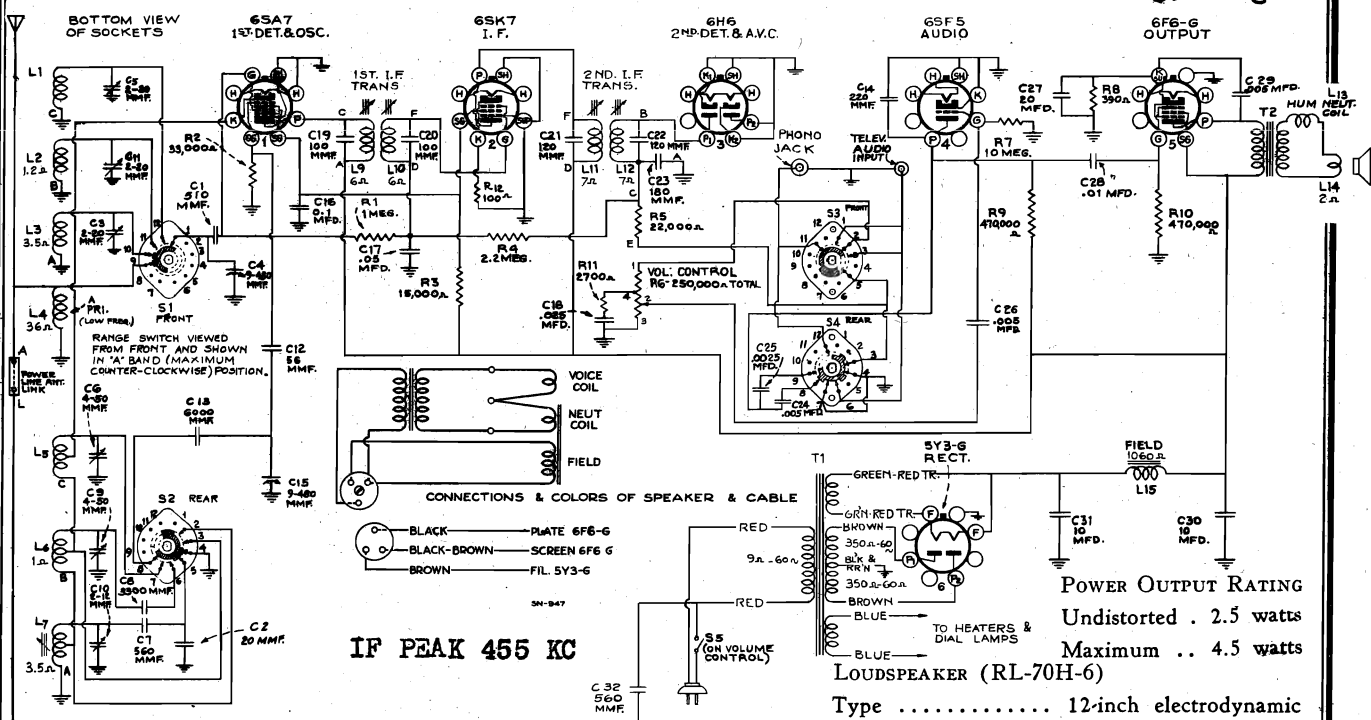 BOTTOM VIEW
OF SOCKETS
6SA7
1ST. DET. & OSC.
6SK7
I. F.
6H6
2ND. DET. & A.V.C.
6SF5
AUDIO
6F6-G
OUTPUT
1ST. I.F.
TRANS.
2ND. I.F.
TRANS.
L1
C5
2-20
MMF.
C
L2
1.2Ω
B
2-20
MMF.
L3
3.5Ω
A
C3
2-20
MMF.
L4
36Ω
A
PRI.
(LOW FREQ.)
R2
33,000Ω
C1
510
MMF.
C4
9-480
MMF.
S1
FRONT
RANGE SWITCH VIEWED
FROM FRONT AND SHOWN
IN "A" BAND (MAXIMUM
COUNTER-CLOCKWISE) POSITION.
A
POWER
LINE ANT.
LINK
L
C19
100
MMF.
L9
6Ω
L10
6Ω
C20
100
MMF.
C16
0.1
MFD.
R1
1 MEG.
C17
.05
MFD.
R12
100Ω
R4
2.2 MEG.
R3
15,000Ω
C21
120
MMF.
L11
7Ω
L12
7Ω
C22
120 MMF.
C23
180
MMF.
R5
22,000Ω
R11
2700Ω
C18
.025
MFD.
VOL. CONTROL
R6-250,000Ω TOTAL
C14
220
MMF.
PHONO
JACK
TELEV.
AUDIO
INPUT
R7
10 MEG.
C27
20
MFD.
R8
390Ω
C28
.01 MFD.
C29
.005 MFD.
T2
L13
HUM NEUT.
COIL
L14
2Ω
R9
470,000
Ω
R10
470,000
Ω
S3
FRONT
S4
REAR
C25
.0025
MFD.
C24
.005 MFD.
C26
.005
MFD.
C12
56
MMF.
C13
6000
MMF.
C15
9-480
MMF.
C6
4-50
MMF.
L5
C
C9
4-50
MMF.
S2 REAR
L6
1Ω
B
C10
2-12
MMF.
C8
3300 MMF.
C7
560
MMF.
C2
20 MMF.
L7
3.5Ω
A
VOICE
COIL
NEUT
COIL
FIELD
CONNECTIONS & COLORS OF SPEAKER & CABLE
BLACK PLATE 6F6-G
BLACK-BROWN SCREEN 6F6 G
BROWN FIL. 5Y3-G
SN-947
IF PEAK 455 KC
T1
5Y3-G
RECT.
GREEN-RED TR.
GRN-RED TR.
BROWN
350Ω-60~
BL'K &
350Ω-60~
BROWN
BLUE
BLUE
TO HEATERS &
DIAL LAMPS
RED
9Ω-60~
RED
S5
(ON VOLUME
CONTROL)
C32
560
MMF.
FIELD
1060Ω
L15
C31
10
MFD.
C30
10
MFD.
POWER OUTPUT RATING
Undistorted . 2.5 watts
Maximum .. 4.5 watts
LOUDSPEAKER (RL-70H-6)
Type ............. 12-inch electrodynamic